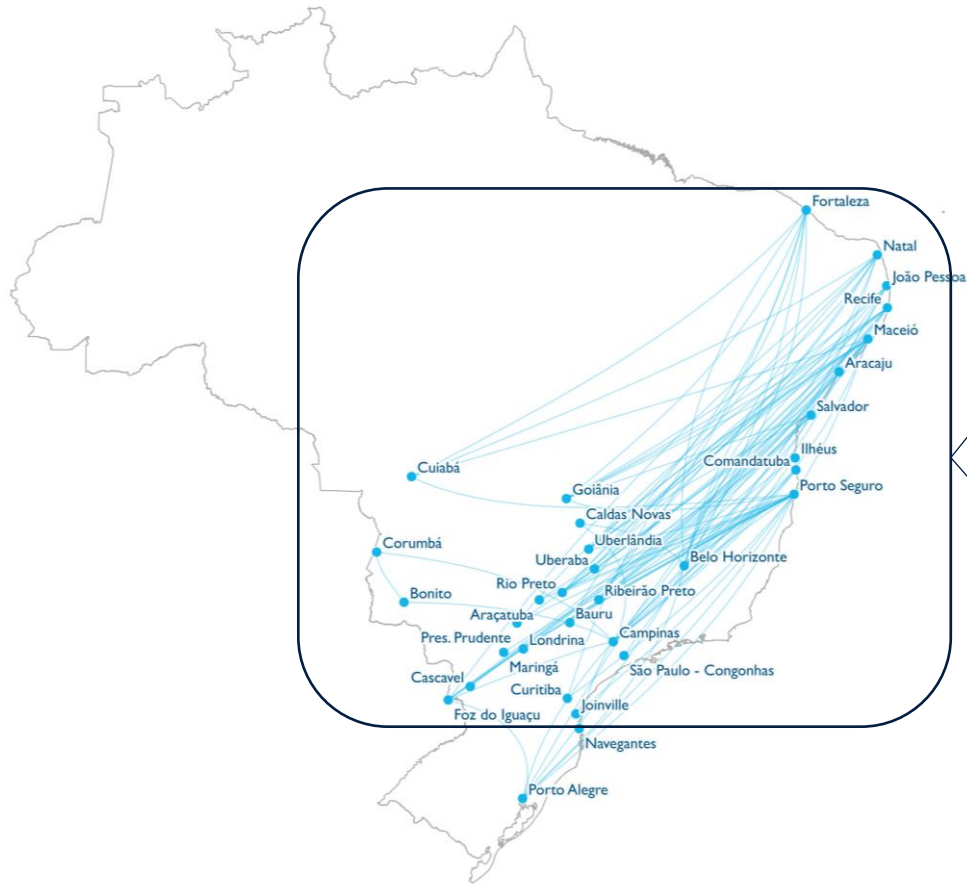 Fortaleza
Natal
João Pessoa
Recife
Maceió
Aracaju
Salvador
Ilhéus
Comandatuba
Cuiabá
Porto Seguro
Goiânia
Caldas Novas
Uberlândia
Corumbá
Uberaba
Belo Horizonte
Rio Preto
Ribeirão Preto
Bonito
Araçatuba
Bauru
Campinas
Pres. Prudente
Londrina
Maringá
São Paulo - Congonhas
Cascavel
Curitiba
Joinville
Foz do Iguaçu
Navegantes
Porto Alegre